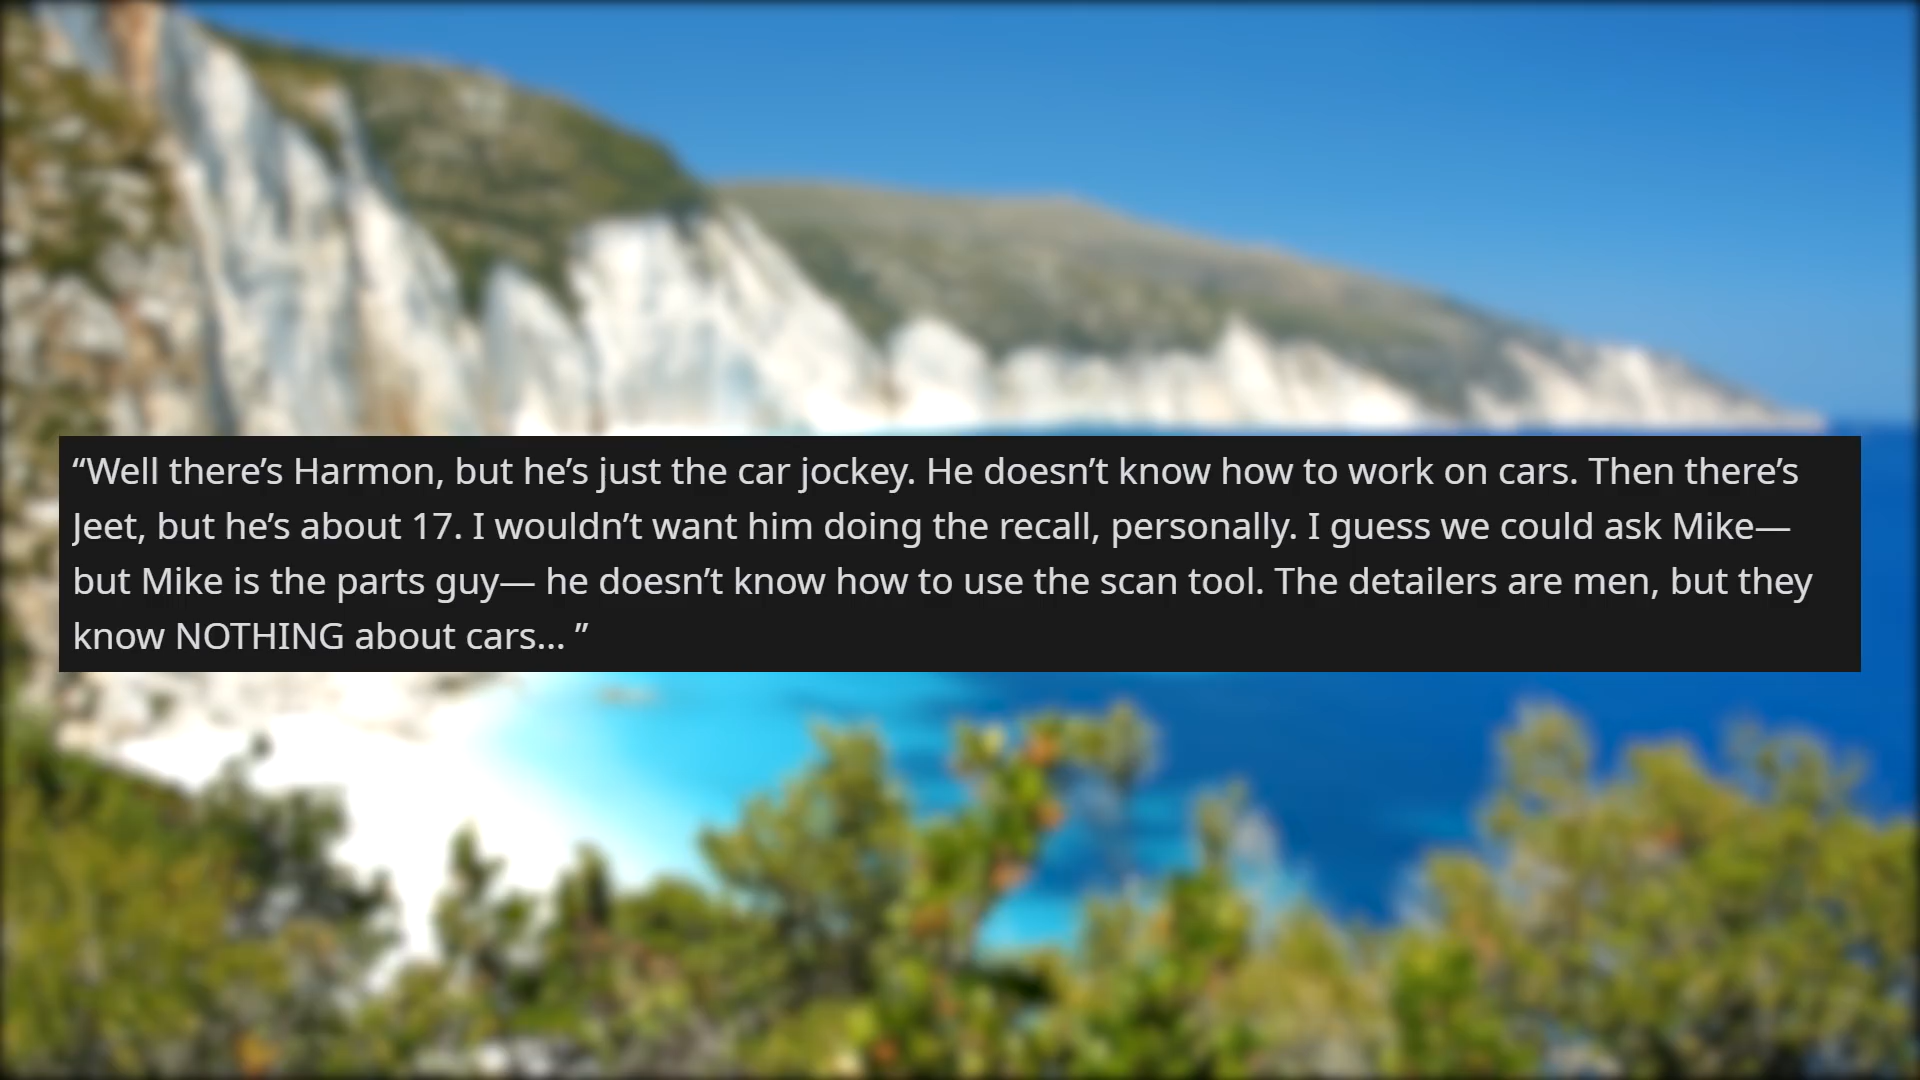 “Well there’s Harmon, but he’s just the car jockey. He doesn’t know how to work on cars. Then there’s
Jeet, but he’s about 17. I wouldn’t want him doing the recall, personally. I guess we could ask Mike—
but Mike is the parts guy— he doesn’t know how to use the scan tool. The detailers are men, but they
know NOTHING about cars... ”